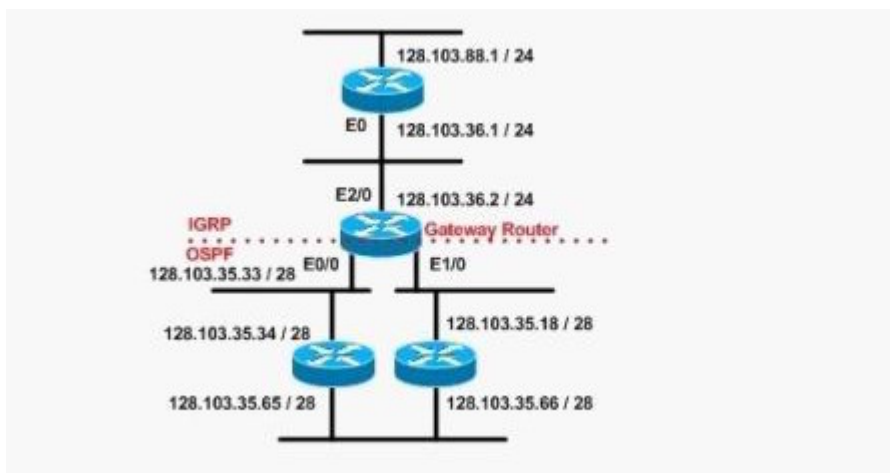 128.103.88.1 / 24
E0
128.103.36.1 / 24
E2/0
128.103.36.2 / 24
IGRP
Gateway Router
OSPF
E0/0
E1/0
128.103.35.33 / 28
128.103.35.34 / 28
128.103.35.18 / 28
128.103.35.65 / 28
128.103.35.66 / 28